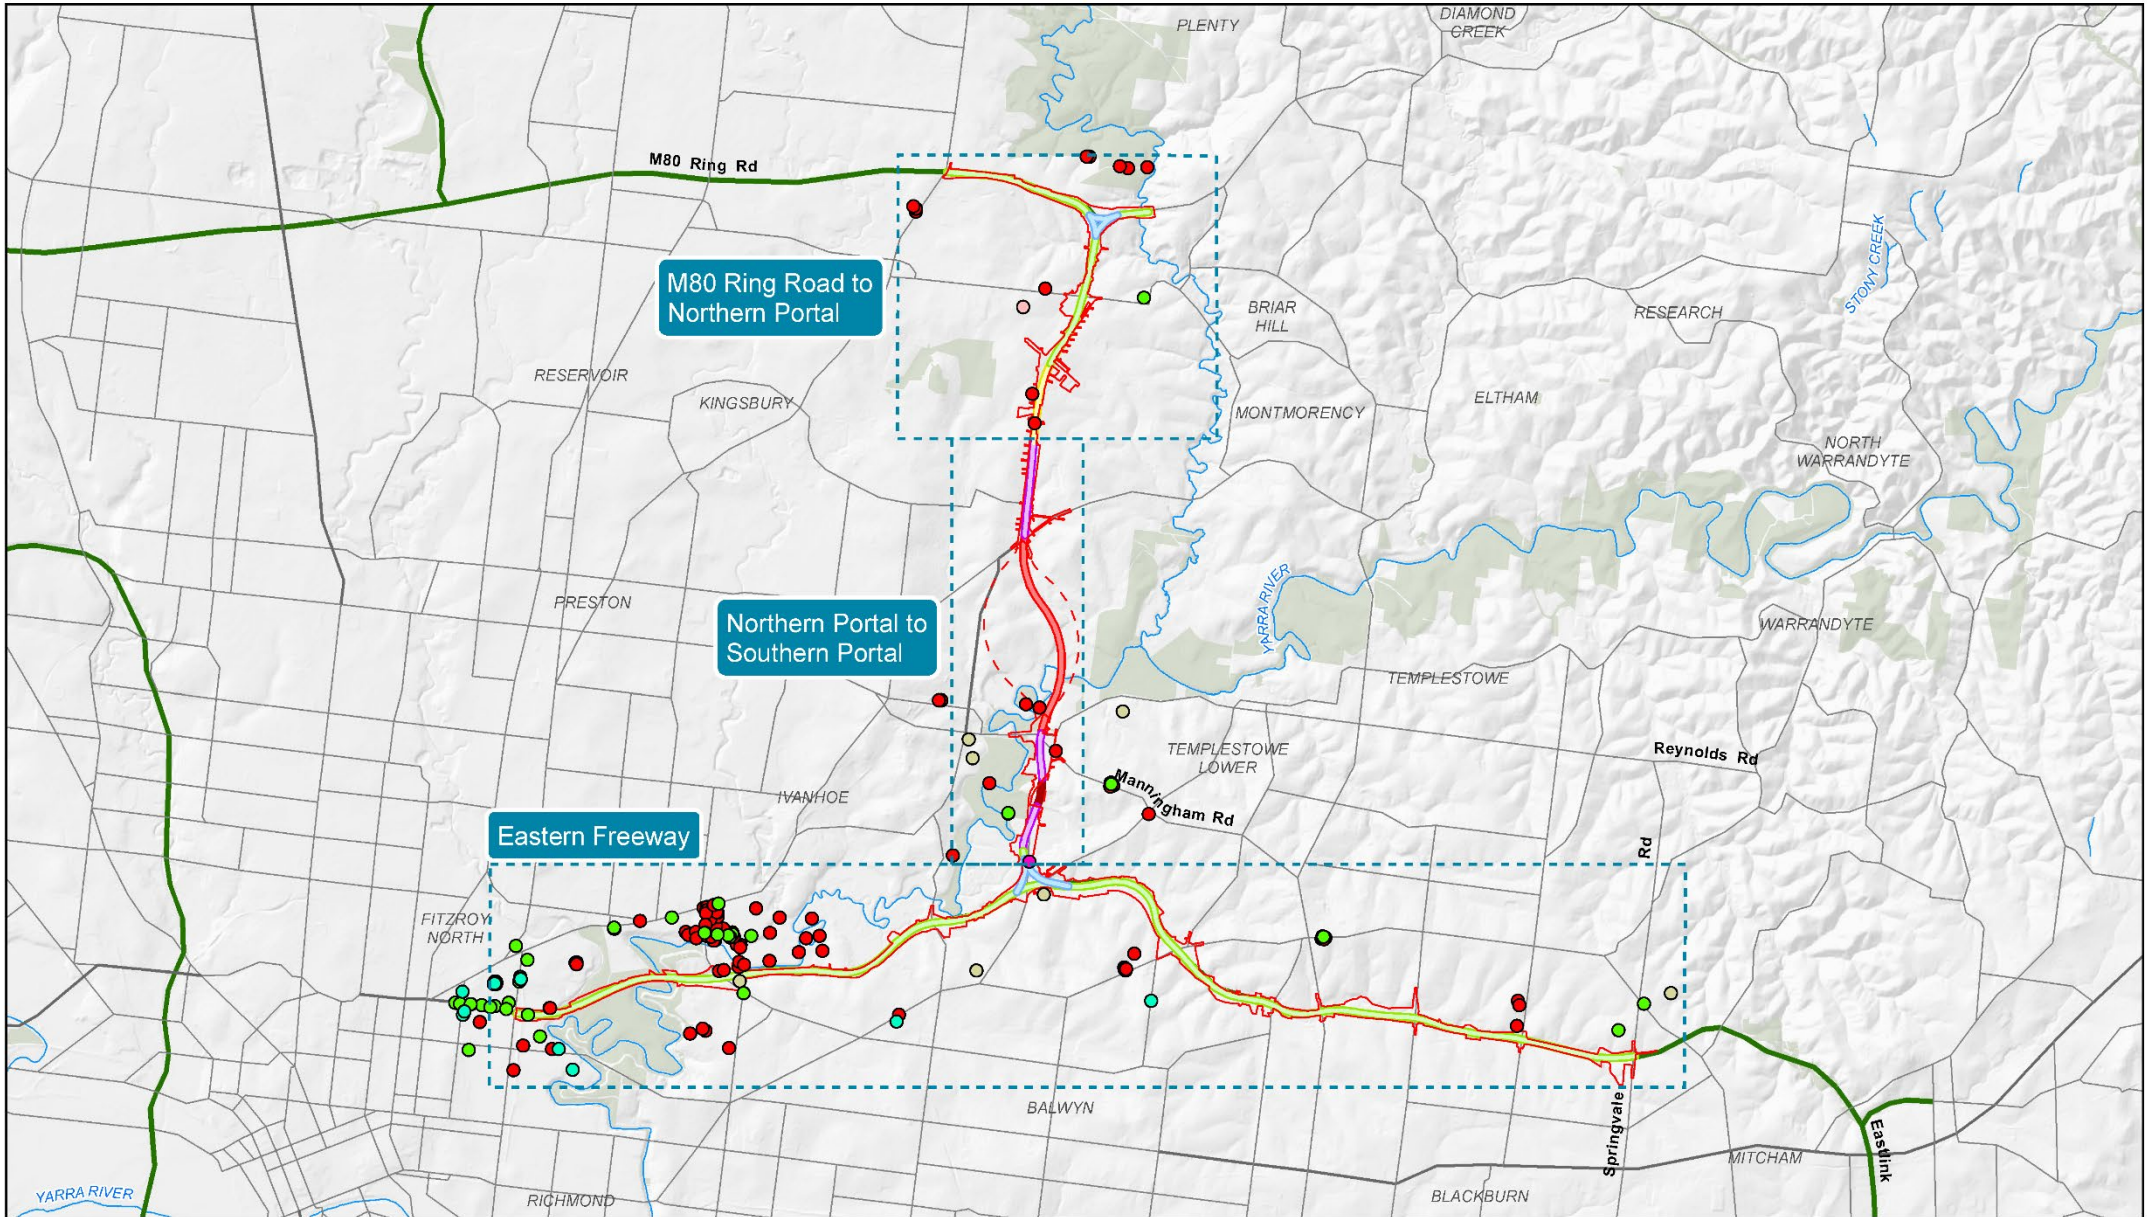 PLENTY
DIAMOND
CREEK
M80 Ring Rd
STONY CREEK
M80 Ring Road to
Northern Portal
BRIAR
HILL
RESEARCH
RESERVOIR
KINGSBURY
MONTMORENCY
ELTHAM
NORTH
WARRANDYTE
PRESTON
YARRA RIVER
WARRANDYTE
Northern Portal to
Southern Portal
TEMPLESTOWE
TEMPLESTOWE
LOWER
Reynolds Rd
Manningham Rd
IVANHOE
Eastern Freeway
Rd
FITZROY
NORTH
BALWYN
Springvale
Eastlink
MITCHAM
YARRA RIVER
RICHMOND
BLACKBURN